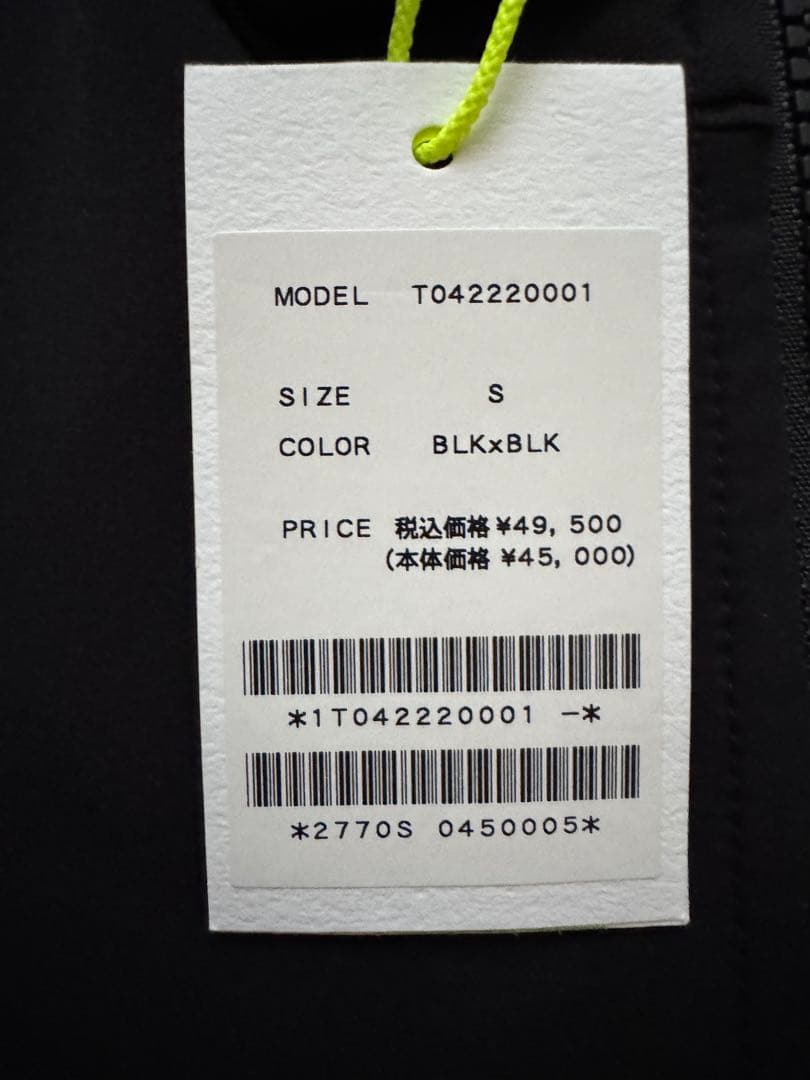 MODEL T042220001
SIZE S
COLOR BLKxBLK
PRICE 税込価格 ¥49, 500
(本体価格 ¥45, 000)
*1T042220001 -*
*2770S 0450005*